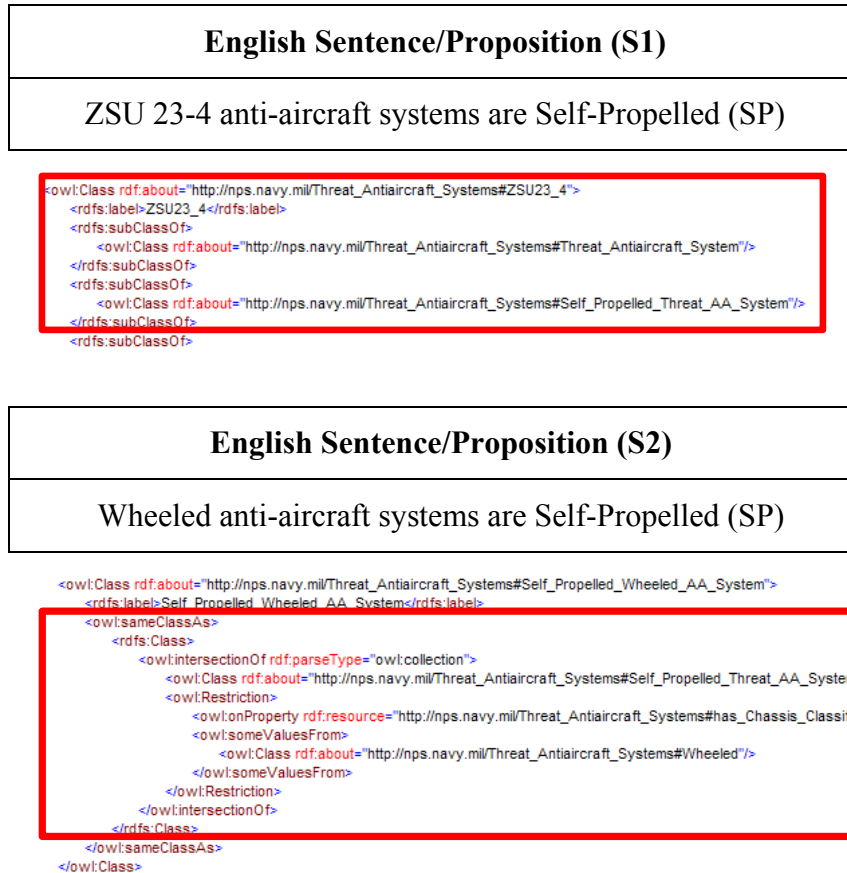 English Sentence/Proposition (S1)
ZSU 23-4 anti-aircraft systems are Self-Propelled (SP)
<owl:Class rdf:about="http://nps.navy.mil/Threat_Antiaircraft_Systems#ZSU23_4">
<rdfs:label>ZSU23_4</rdfs:label>
<rdfs:subClassOf>
<owl:Class rdf:about="http://nps.navy.mil/Threat_Antiaircraft_Systems#Threat_Antiaircraft_System"/>
</rdfs:subClassOf>
<rdfs:subClassOf>
<owl:Class rdf:about="http://nps.navy.mil/Threat_Antiaircraft_Systems#Self_Propelled_Threat_AA_System"/>
</rdfs:subClassOf>
<rdfs:subClassOf>
English Sentence/Proposition (S2)
Wheeled anti-aircraft systems are Self-Propelled (SP)
<owl:Class rdf:about="http://nps.navy.mil/Threat_Antiaircraft_Systems#Self_Propelled_Wheeled_AA_System">
<rdfs:label>Self_Propelled_Wheeled_AA_System</rdfs:label>
<owl:sameClassAs>
<rdfs:Class>
<owl:intersectionOf rdf:parseType="owl:collection">
<owl:Class rdf:about="http://nps.navy.mil/Threat_Antiaircraft_Systems#Self_Propelled_Threat_AA_Syste
<owl:Restriction>
<owl:onProperty rdf:resource="http://nps.navy.mil/Threat_Antiaircraft_Systems#has_Chassis_Classif
<owl:someValuesFrom>
<owl:Class rdf:about="http://nps.navy.mil/Threat_Antiaircraft_Systems#Wheeled"/>
</owl:someValuesFrom>
</owl:Restriction>
</owl:intersectionOf>
</rdfs:Class>
</owl:sameClassAs>
</owl:Class>